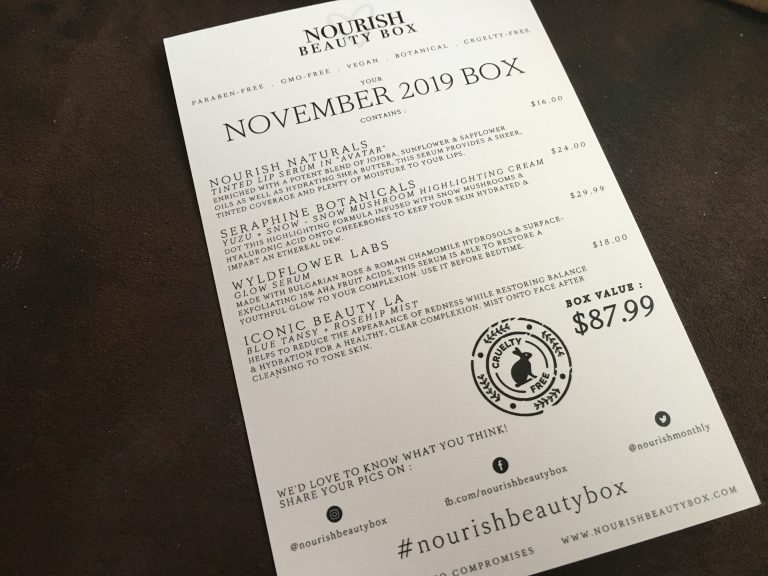 NOURISH
BEAUTY BOX
PARABEN-FREE . GMO-FREE . VEGAN . BOTANICAL . CRUELTY-FREE
YOUR
NOVEMBER 2019 BOX
CONTAINS:
NOURISH NATURALS $16.00
TINTED LIP SERUM IN "AVATAR"
ENRICHED WITH A POTENT BLEND OF JOJOBA, SUNFLOWER & SAFFLOWER
OILS AS WELL AS HYDRATING SHEA BUTTER, THIS SERUM PROVIDES A SHEER,
TINTED COVERAGE AND PLENTY OF MOISTURE TO YOUR LIPS.
SERAPHINE BOTANICALS $24.00
YUZU + SNOW - SNOW MUSHROOM HIGHLIGHTING CREAM
DOT THIS HIGHLIGHTING FORMULA INFUSED WITH SNOW MUSHROOMS &
HYALURONIC ACID ONTO CHEEKBONES TO KEEP YOUR SKIN HYDRATED &
IMPART AN ETHEREAL DEW.
WYLDFLOWER LABS $29.99
GLOW SERUM
MADE WITH BULGARIAN ROSE & ROMAN CHAMOMILE HYDROSOLS & SURFACE-
EXFOLIATING 15% AHA FRUIT ACIDS, THIS SERUM IS ABLE TO RESTORE A
YOUTHFUL GLOW TO YOUR COMPLEXION. USE IT BEFORE BEDTIME.
ICONIC BEAUTY LA $18.00
BLUE TANSY + ROSEHIP MIST
HELPS TO REDUCE THE APPEARANCE OF REDNESS WHILE RESTORING BALANCE
& HYDRATION FOR A HEALTHY, CLEAR COMPLEXION. MIST ONTO FACE AFTER
CLEANSING TO TONE SKIN.
BOX VALUE :
$87.99
CRUELTY
FREE
WE'D LOVE TO KNOW WHAT YOU THINK!
SHARE YOUR PICS ON :
@nourishbeautybox
fb.com/nourishbeautybox
@nourishmonthly
#nourishbeautybox
COMPROMISES WWW.NOURISHBEAUTYBOX.COM